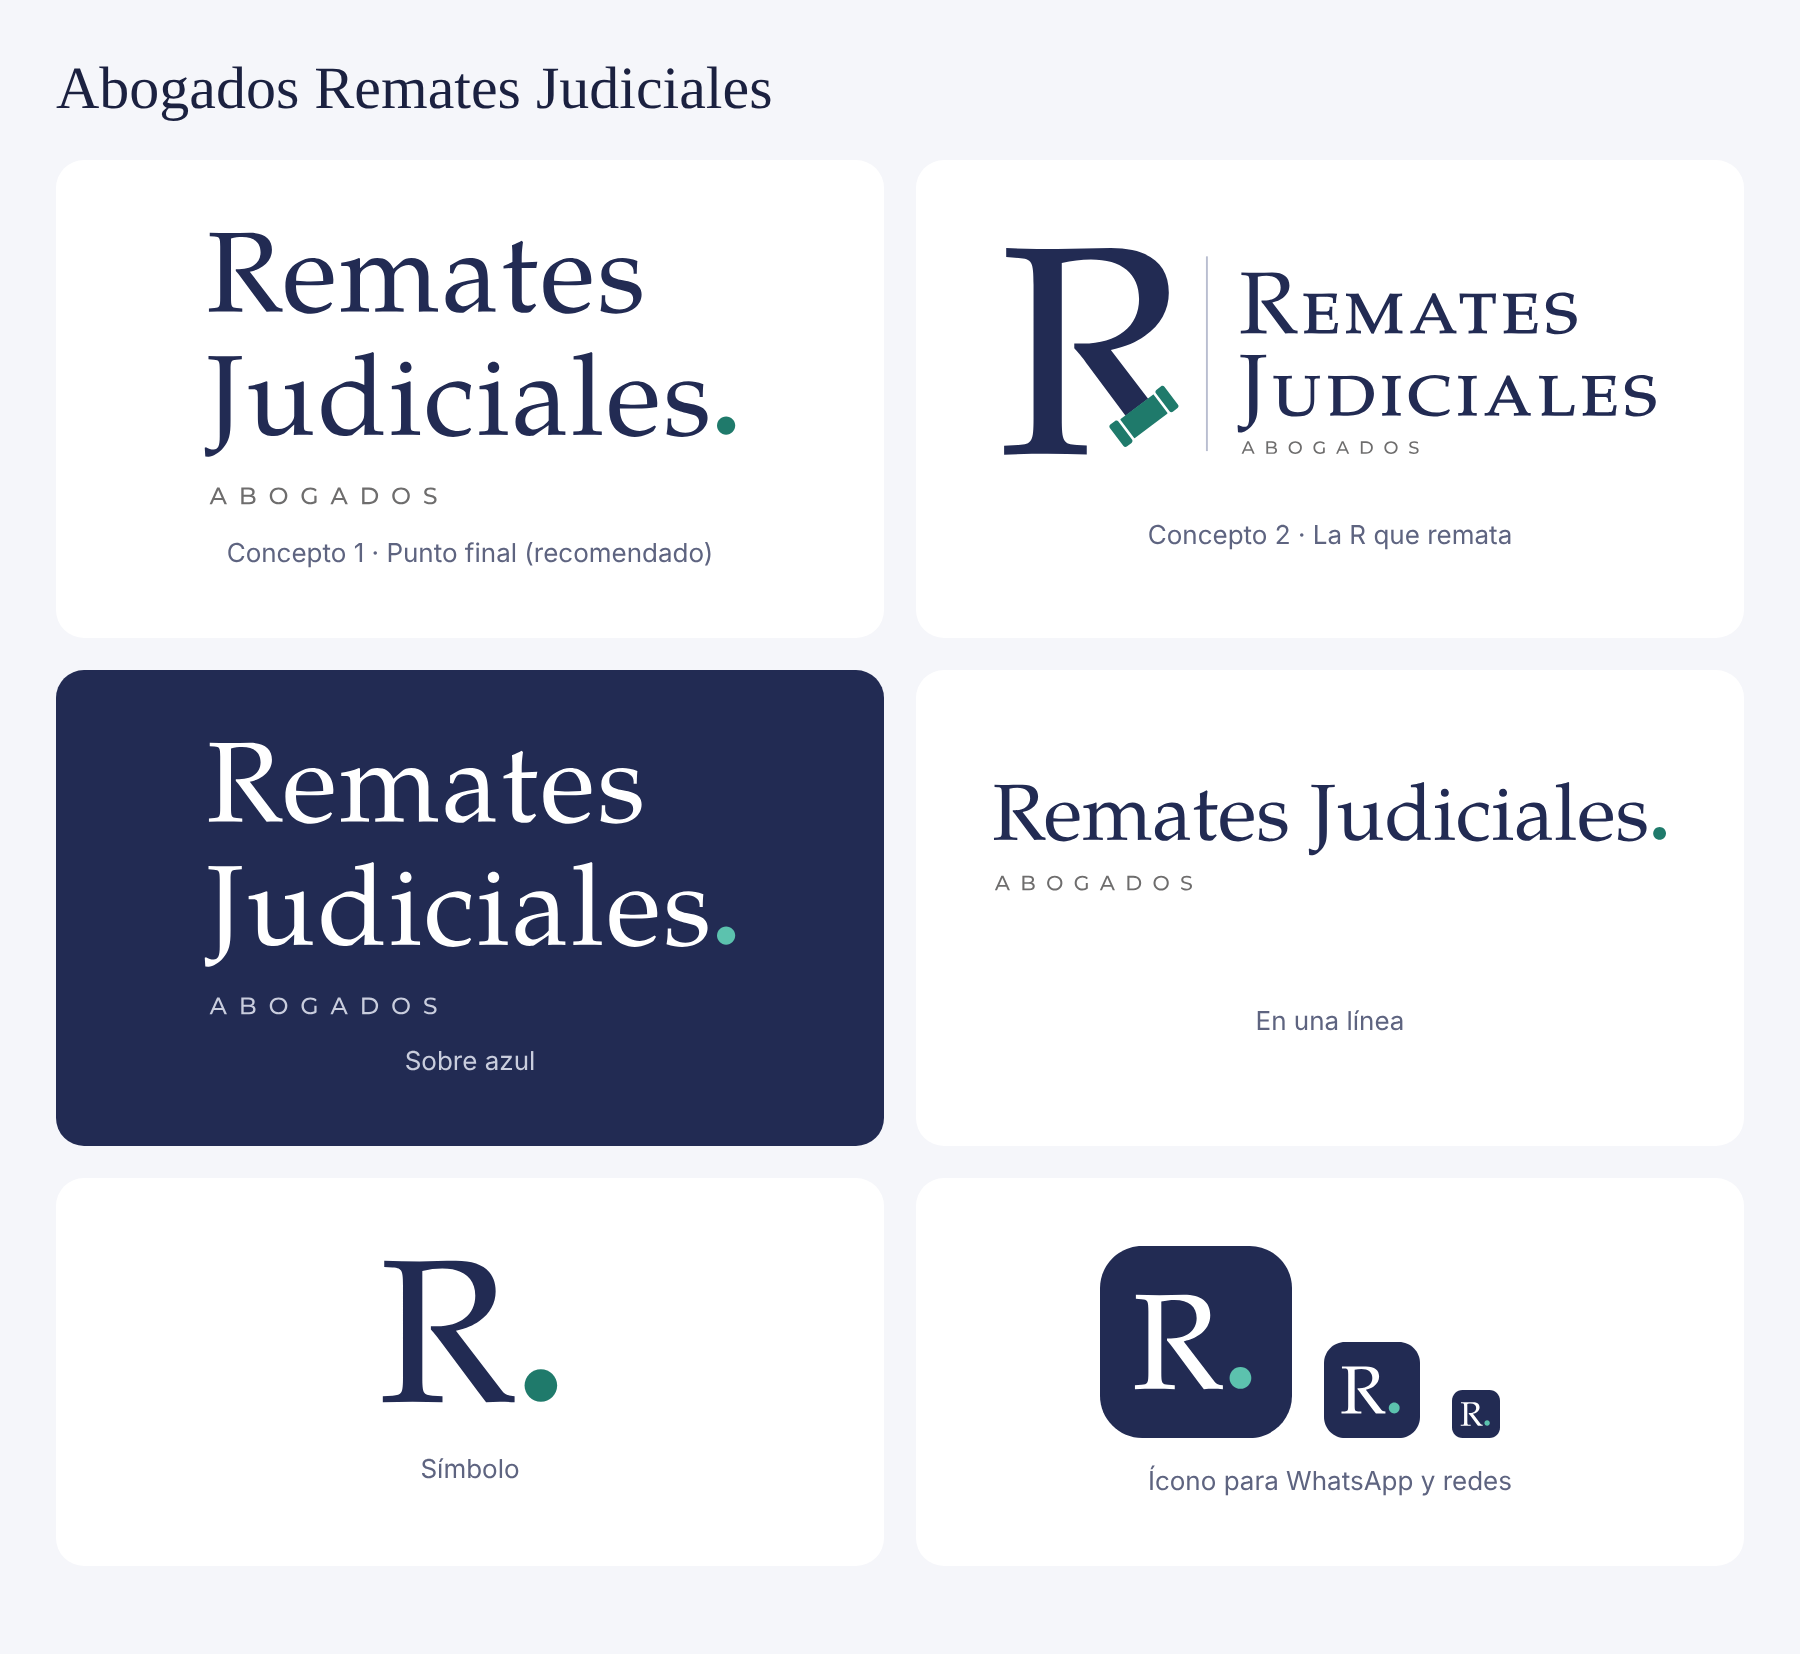 Abogados Remates Judiciales
Remates
Judiciales.
ABOGADOS
Concepto 1 · Punto final (recomendado)
R
REMATES
JUDICIALES
ABOGADOS
Concepto 2 · La R que remata
Remates
Judiciales.
ABOGADOS
Sobre azul
Remates Judiciales.
ABOGADOS
En una línea
R.
Símbolo
R.
R.
R.
Ícono para WhatsApp y redes